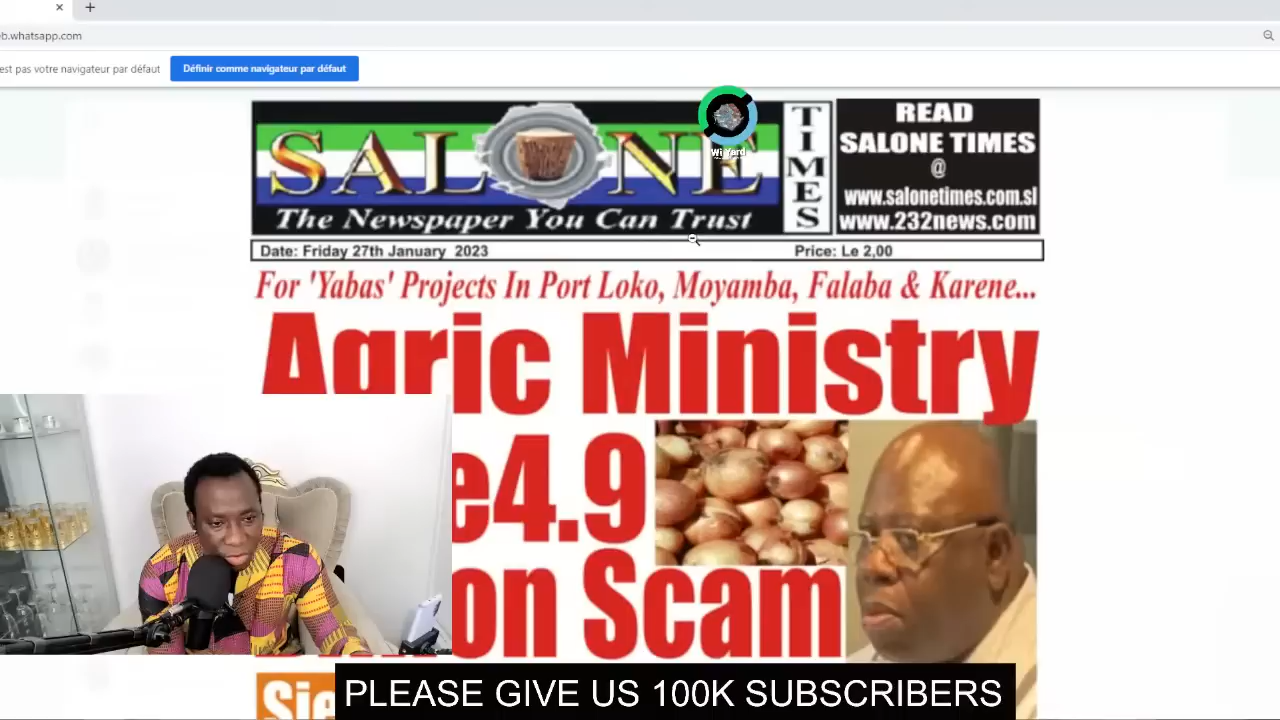 b.whatsapp.com
est pas votre navigateur par défaut
Définir comme navigateur par défaut
SALONE TIMES
The Newspaper You Can Trust
Wi Yard
READ
SALONE TIMES
@
www.salonetimes.com.sl
www.232news.com
Date: Friday 27th January 2023
Price: Le 2,00
For 'Yabas' Projects In Port Loko, Moyamba, Falaba & Karene...
Agric Ministry
e4.9
on Scam
Sie
PLEASE GIVE US 100K SUBSCRIBERS